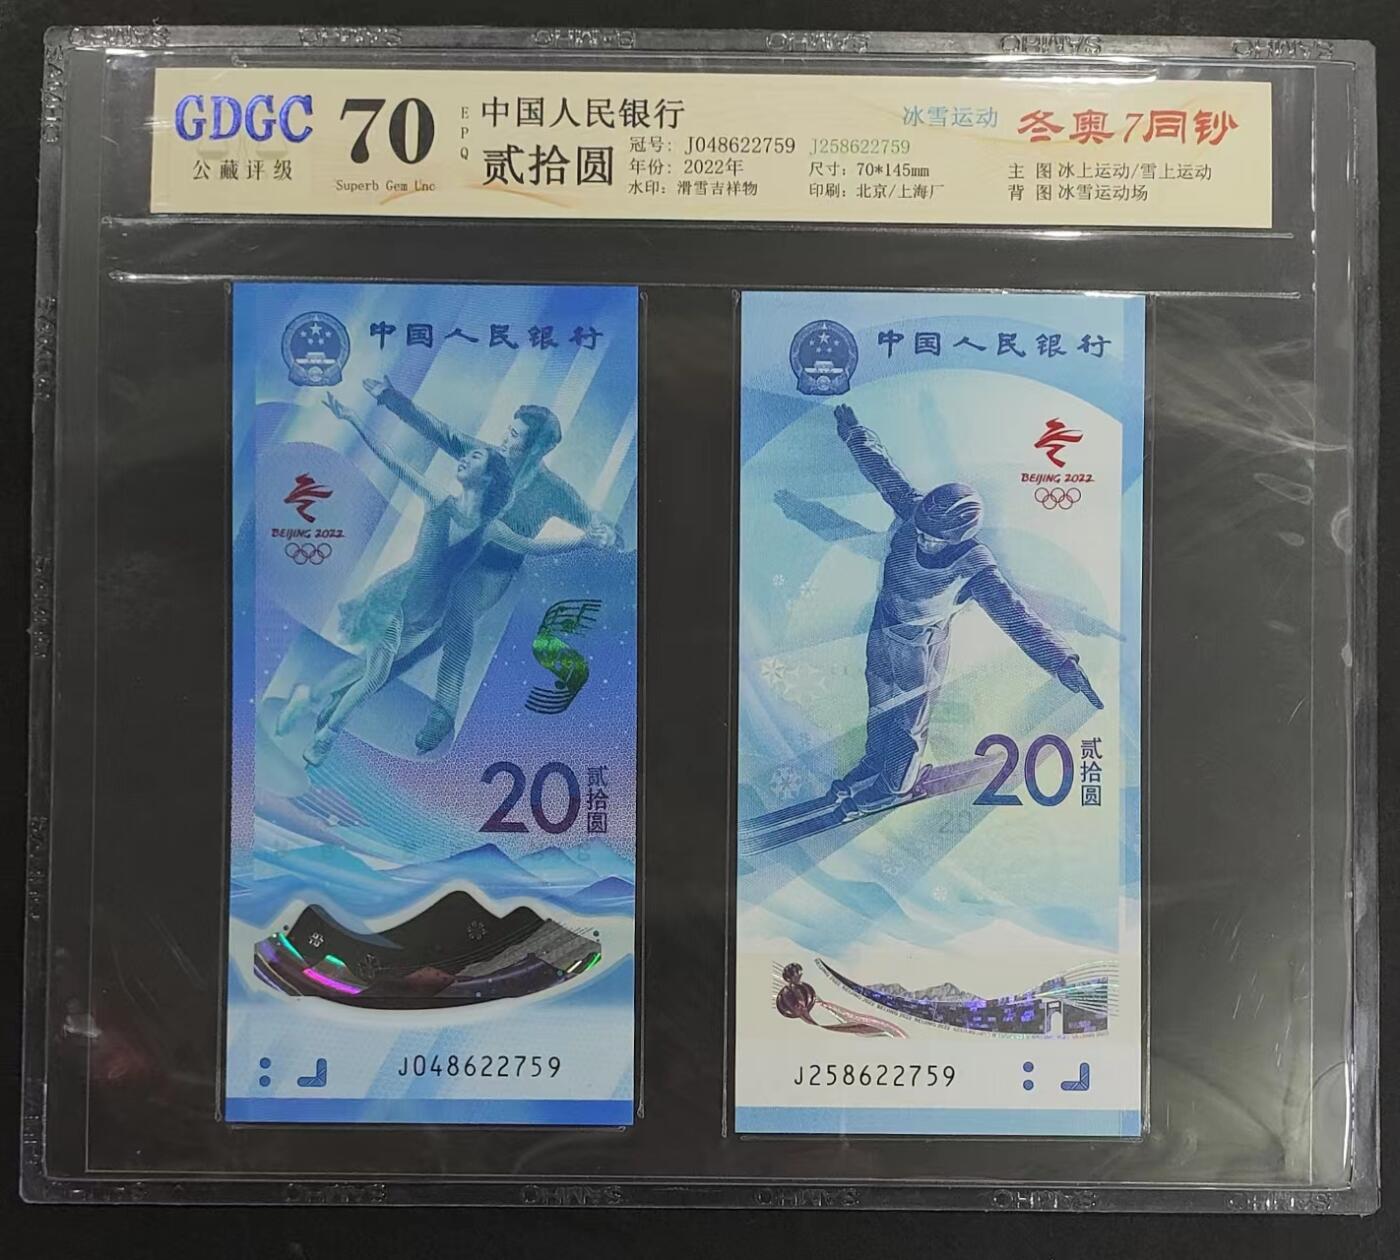 GDGC
公藏评级
70
EPQ
Superb Gem Unc
中国人民银行
贰拾圆
冠号: J048622759 J258622759
年份: 2022年 尺寸: 70*145mm
水印: 滑雪吉祥物 印刷: 北京/上海厂
冰雪运动 冬奥7同钞
主 图 冰上运动/雪上运动
背 图 冰雪运动场
中国人民银行
BEIJING 2022
20 贰拾圆
J048622759
中国人民银行
BEIJING 2022
20 贰拾圆
J258622759